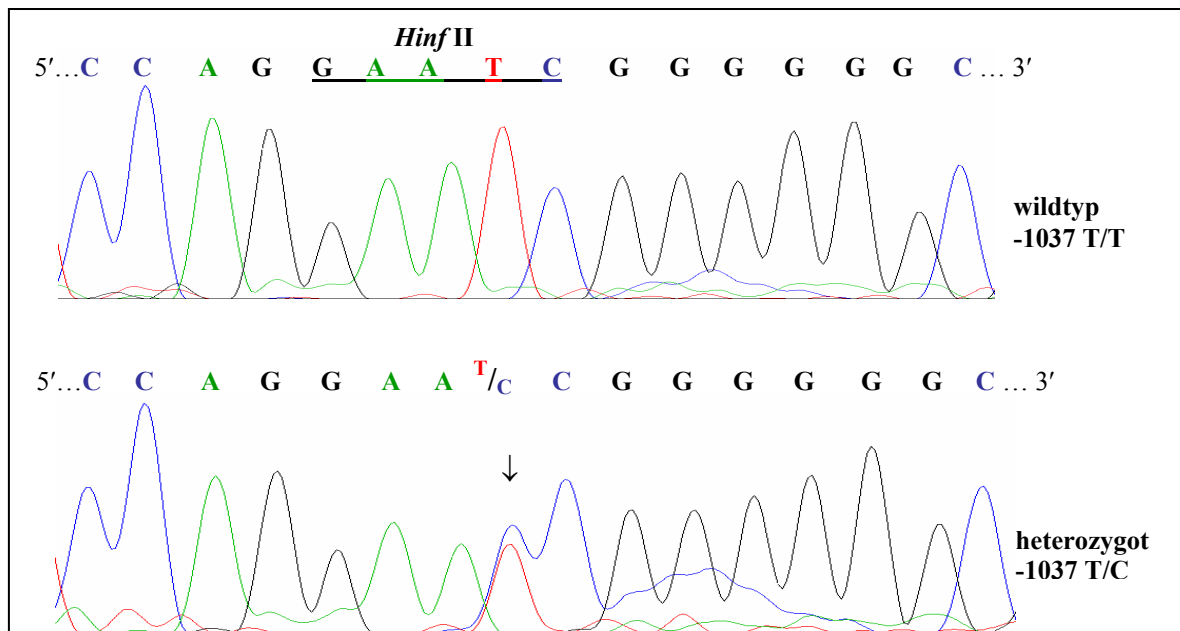 Hinf II
5′…C C A G G A A T C G G G G G G C … 3′
wildtyp
-1037 T/T
5′…C C A G G A A T/C C G G G G G G C … 3′
↓
heterozygot
-1037 T/C